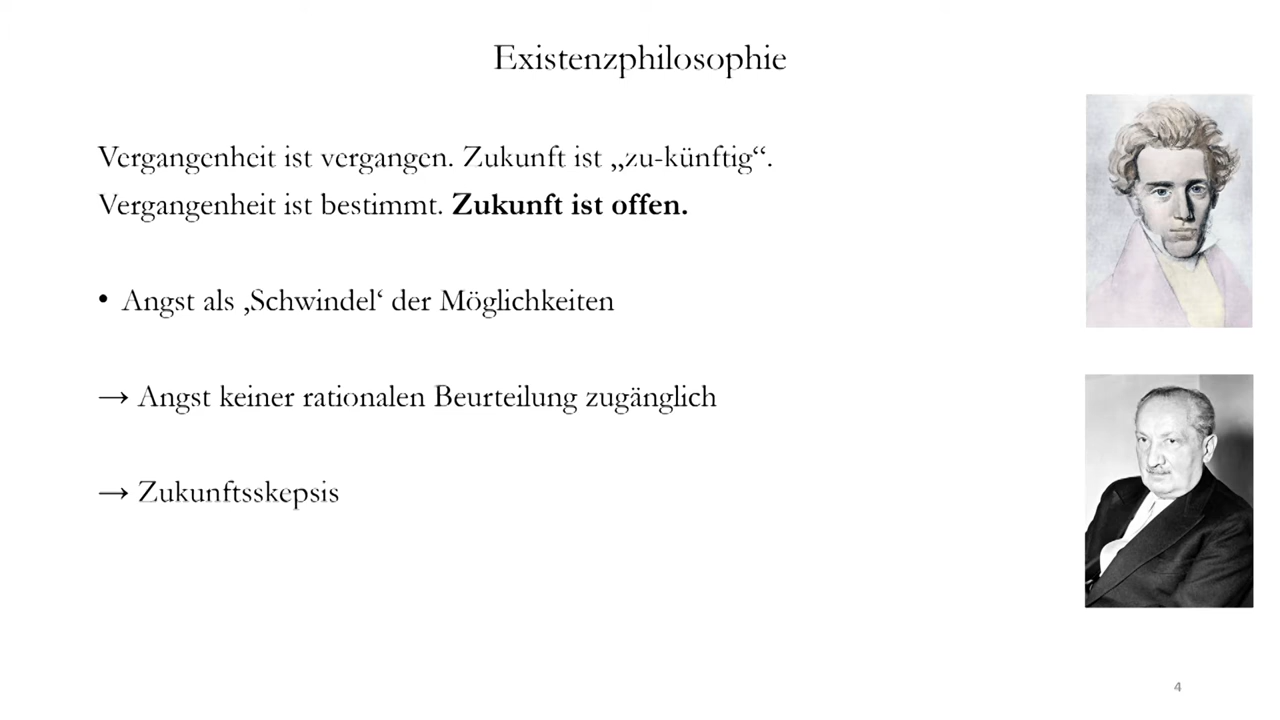 Existenzphilosophie
Vergangenheit ist vergangen. Zukunft ist „zu-künftig“.
Vergangenheit ist bestimmt. Zukunft ist offen.
• Angst als ‚Schwindel‘ der Möglichkeiten
→ Angst keiner rationalen Beurteilung zugänglich
→ Zukunftsskepsis
4